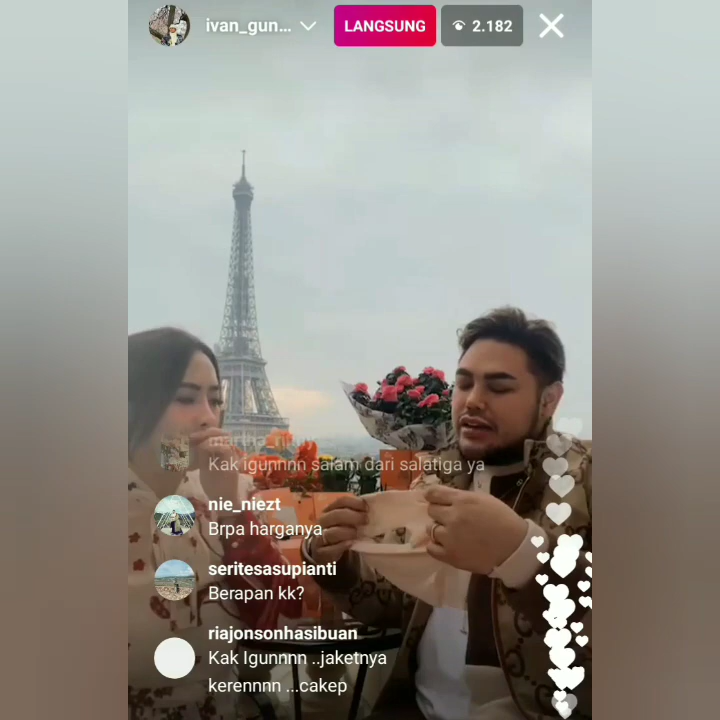 ivan_gun...
LANGSUNG
2.182
Kak igunnnn salam dari salatiga ya
nie_niezt
Brpa harganya
seritesasupianti
Berapan kk?
riajonsonhasibuan
Kak Igunnnn ..jaketnya
kerennnn ...cakep